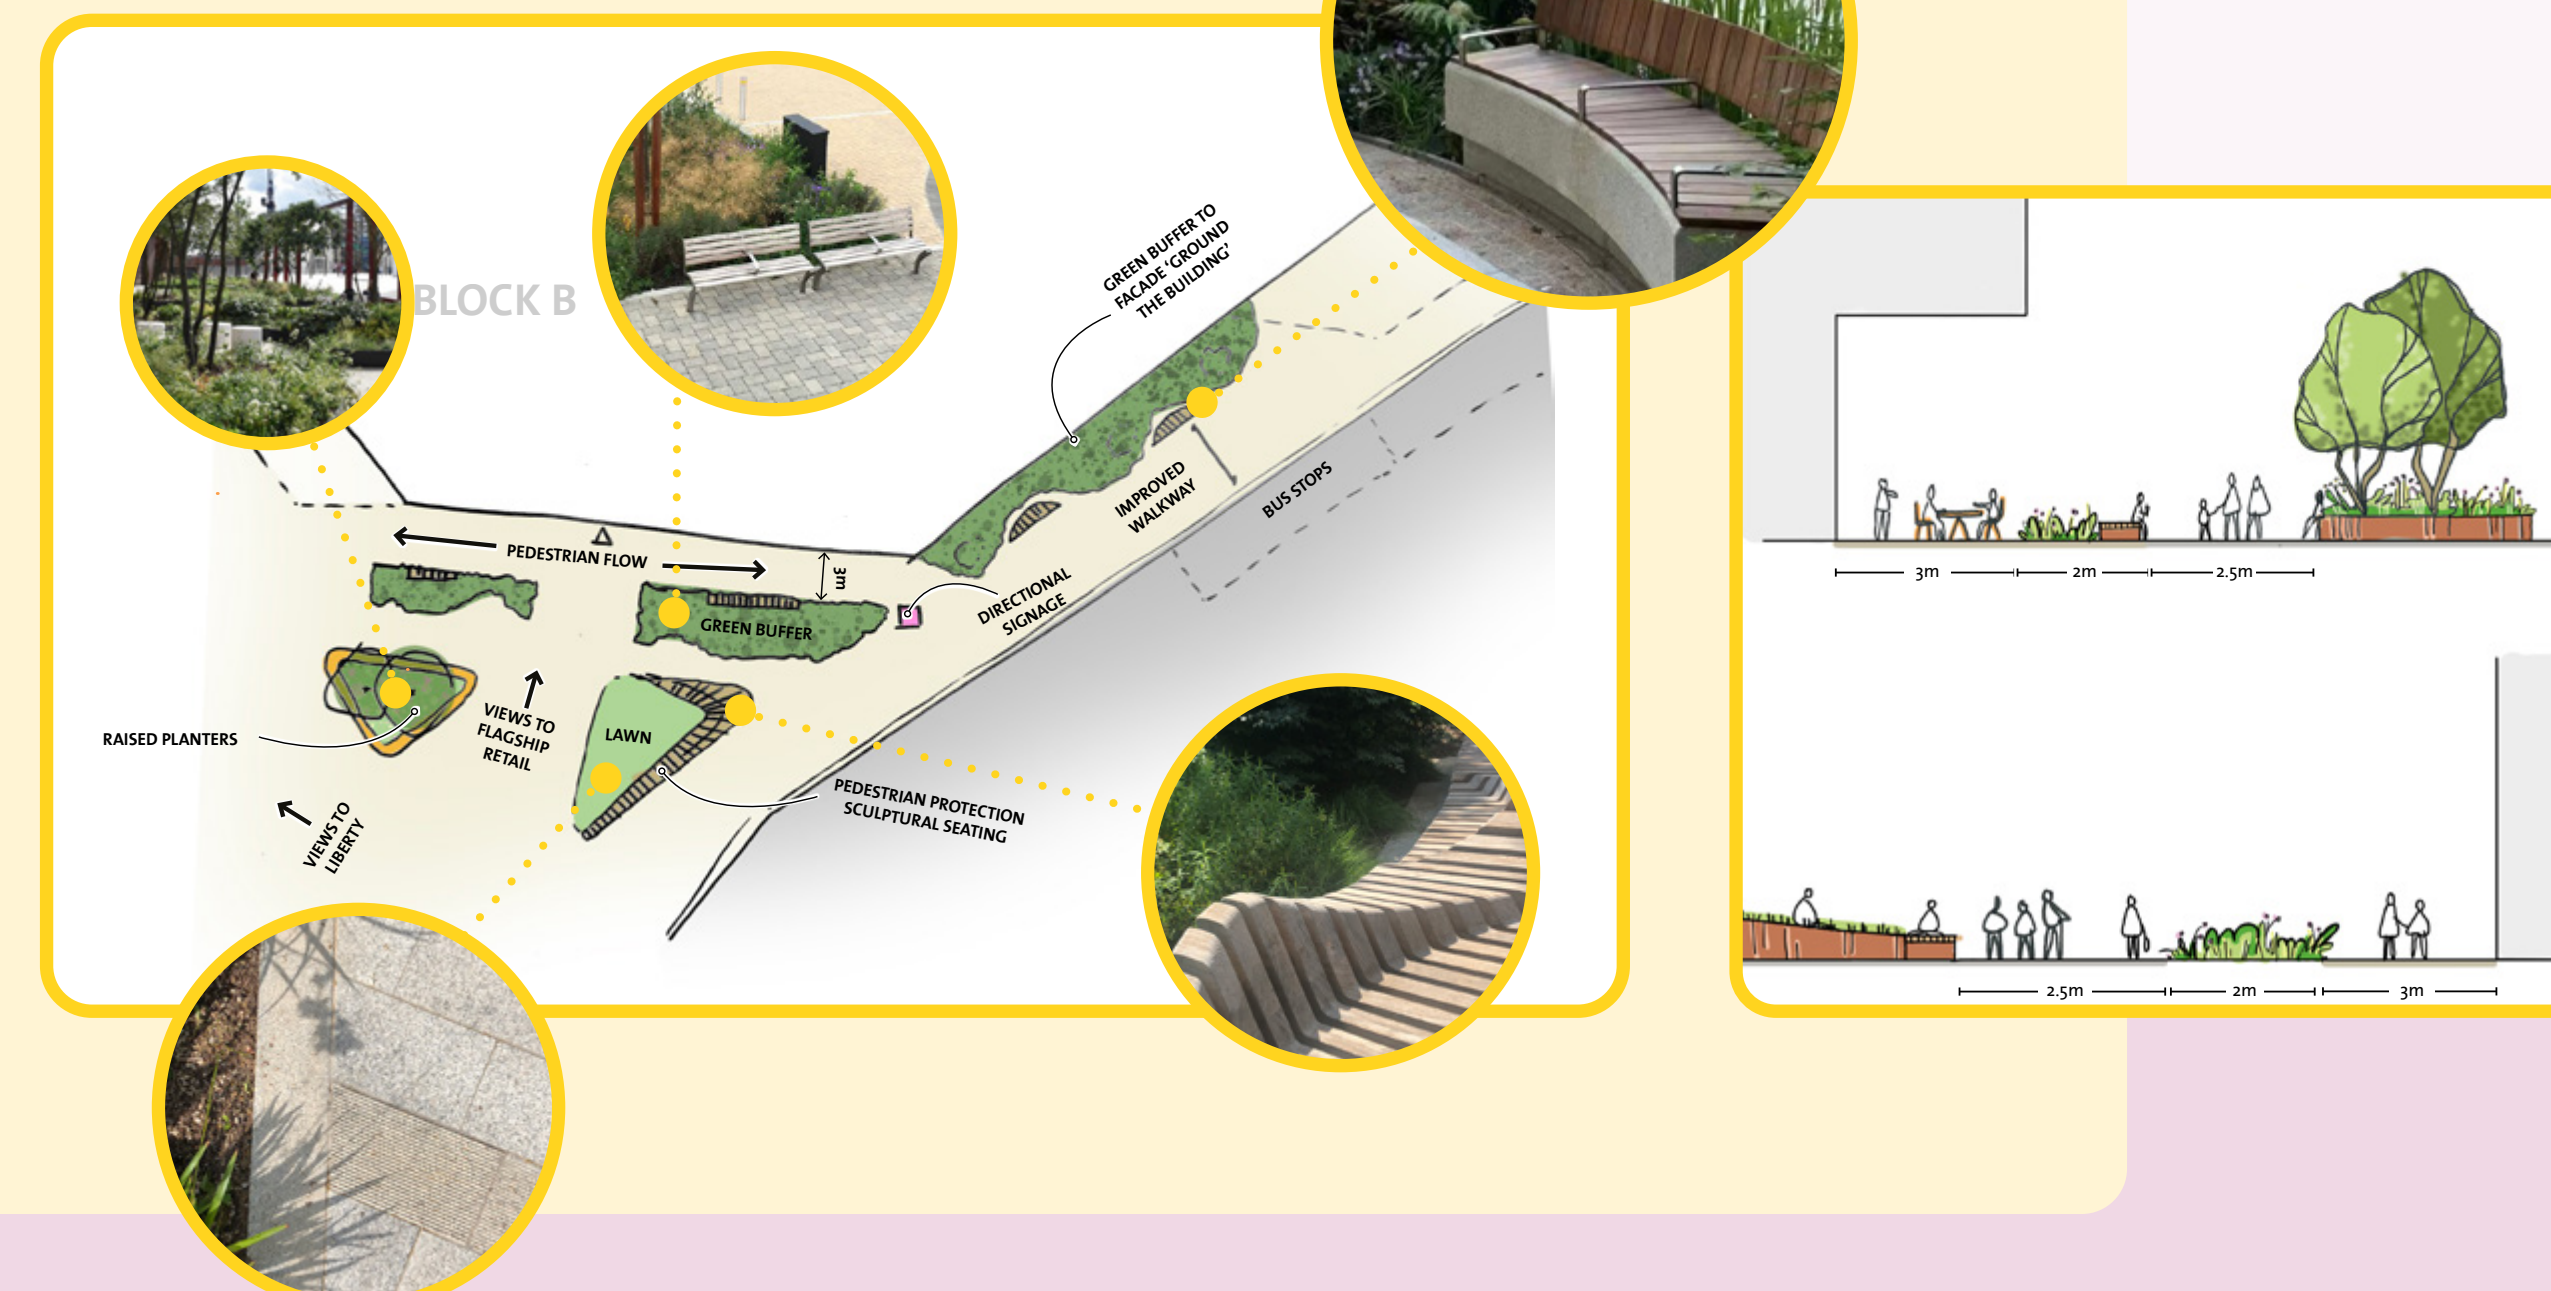 BLOCK B
GREEN BUFFER TO
FACADE ‘GROUND
THE BUILDING’
IMPROVED
WALKWAY
BUS STOPS
PEDESTRIAN FLOW
3m
DIRECTIONAL
SIGNAGE
GREEN BUFFER
RAISED PLANTERS
VIEWS TO
FLAGSHIP
RETAIL
LAWN
VIEWS TO
LIBERTY
PEDESTRIAN PROTECTION
SCULPTURAL SEATING
3m
2m
2.5m
2.5m
2m
3m